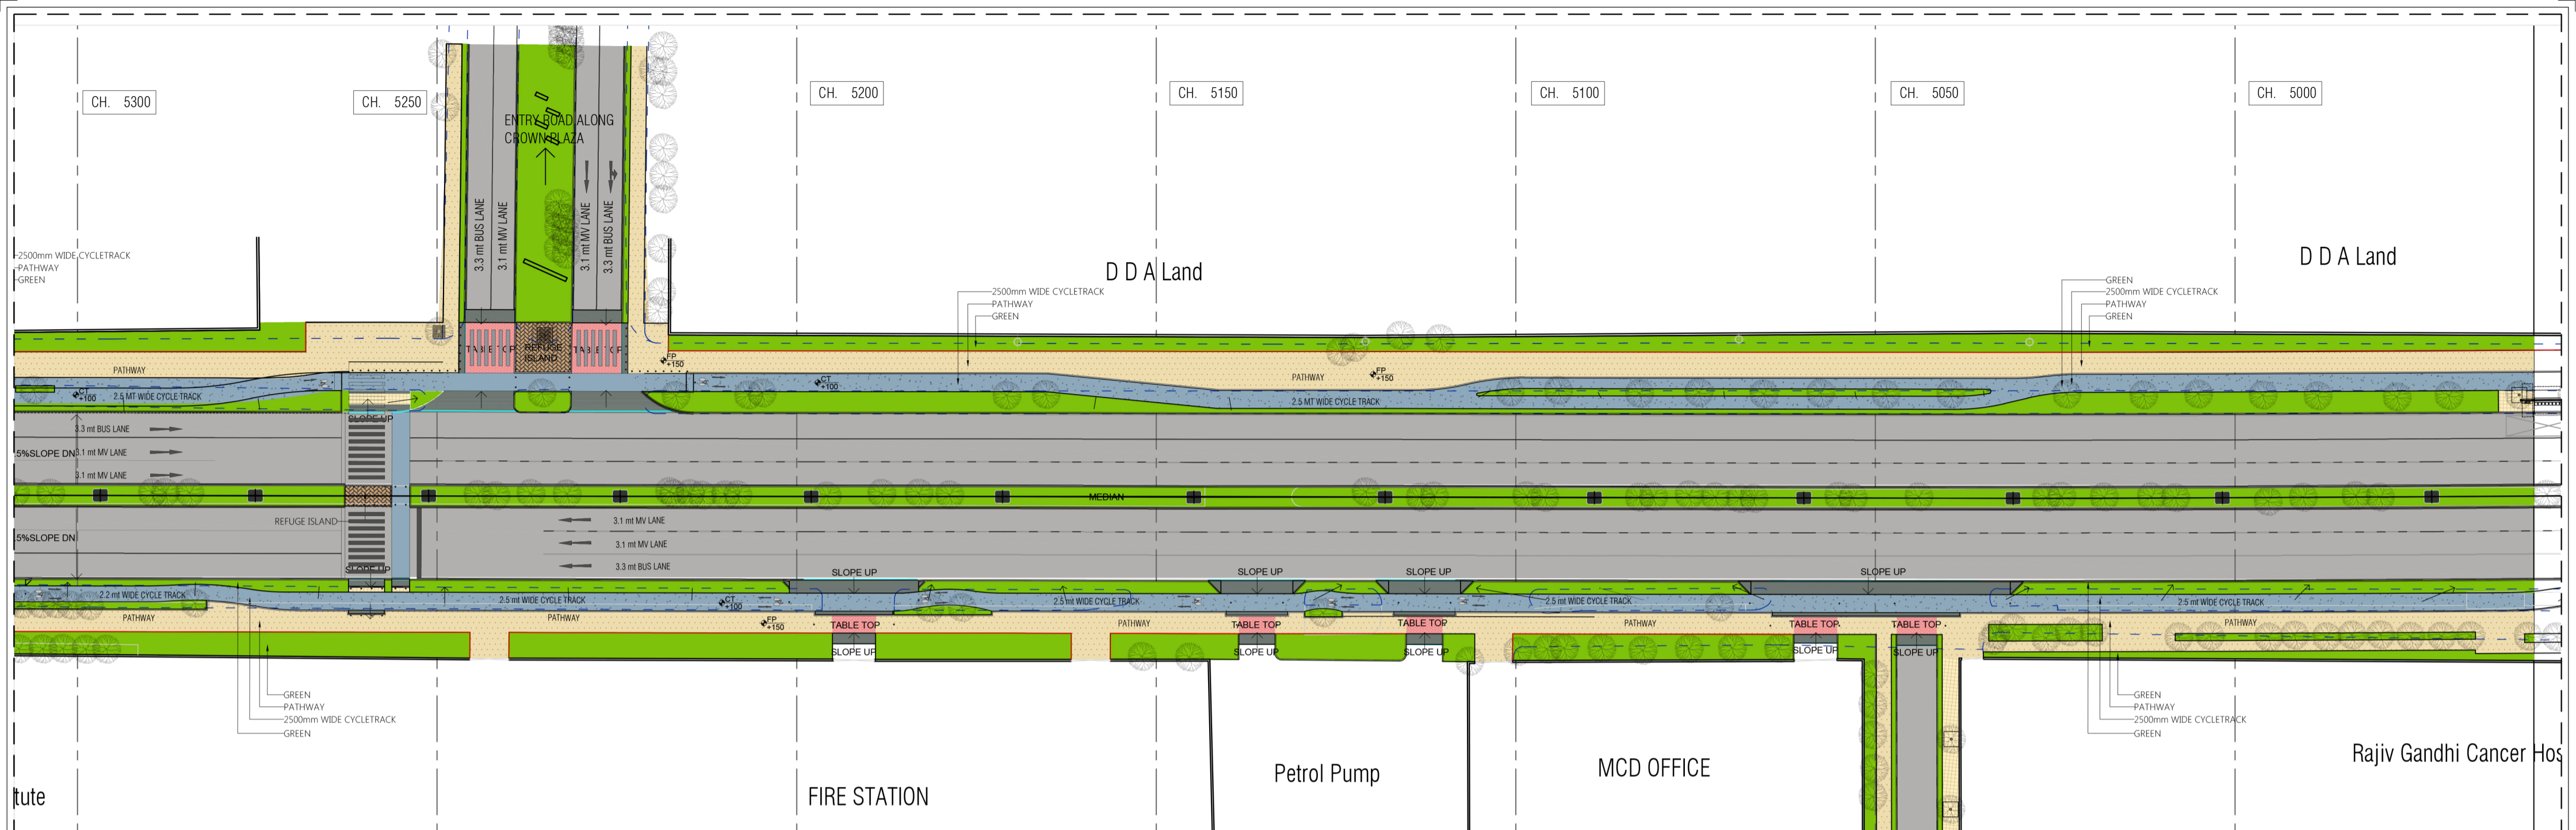 CH. 5300
CH. 5250
CH. 5200
CH. 5150
CH. 5100
CH. 5050
CH. 5000
ENTRY ROAD ALONG
CROWN PLAZA
3.3 mt BUS LANE
3.1 mt MV LANE
3.1 mt MV LANE
3.3 mt BUS LANE
2500mm WIDE CYCLETRACK
PATHWAY
GREEN
D D A Land
D D A Land
2500mm WIDE CYCLETRACK
PATHWAY
GREEN
GREEN
2500mm WIDE CYCLETRACK
PATHWAY
GREEN
TABLE TOP
REFUGE
ISLAND
TABLE TOP
FP
+150
PATHWAY
CT
+100
2.5 MT WIDE CYCLE TRACK
CT
+100
PATHWAY
FP
+150
2.5 MT WIDE CYCLE TRACK
SLOPE UP
3.3 mt BUS LANE
.5%SLOPE DN
3.1 mt MV LANE
3.1 mt MV LANE
MEDIAN
REFUGE ISLAND
3.1 mt MV LANE
.5%SLOPE DN
3.1 mt MV LANE
3.3 mt BUS LANE
SLOPE UP
SLOPE UP
SLOPE UP
SLOPE UP
SLOPE UP
2.2 mt WIDE CYCLE TRACK
2.5 mt WIDE CYCLE TRACK
CT
+100
2.5 mt WIDE CYCLE TRACK
2.5 mt WIDE CYCLE TRACK
2.5 mt WIDE CYCLE TRACK
PATHWAY
PATHWAY
FP
+150
TABLE TOP
PATHWAY
TABLE TOP
TABLE TOP
PATHWAY
TABLE TOP
TABLE TOP
PATHWAY
SLOPE UP
SLOPE UP
SLOPE UP
SLOPE UP
SLOPE UP
GREEN
PATHWAY
2500mm WIDE CYCLETRACK
GREEN
GREEN
PATHWAY
2500mm WIDE CYCLETRACK
GREEN
tute
FIRE STATION
Petrol Pump
MCD OFFICE
Rajiv Gandhi Cancer Hos